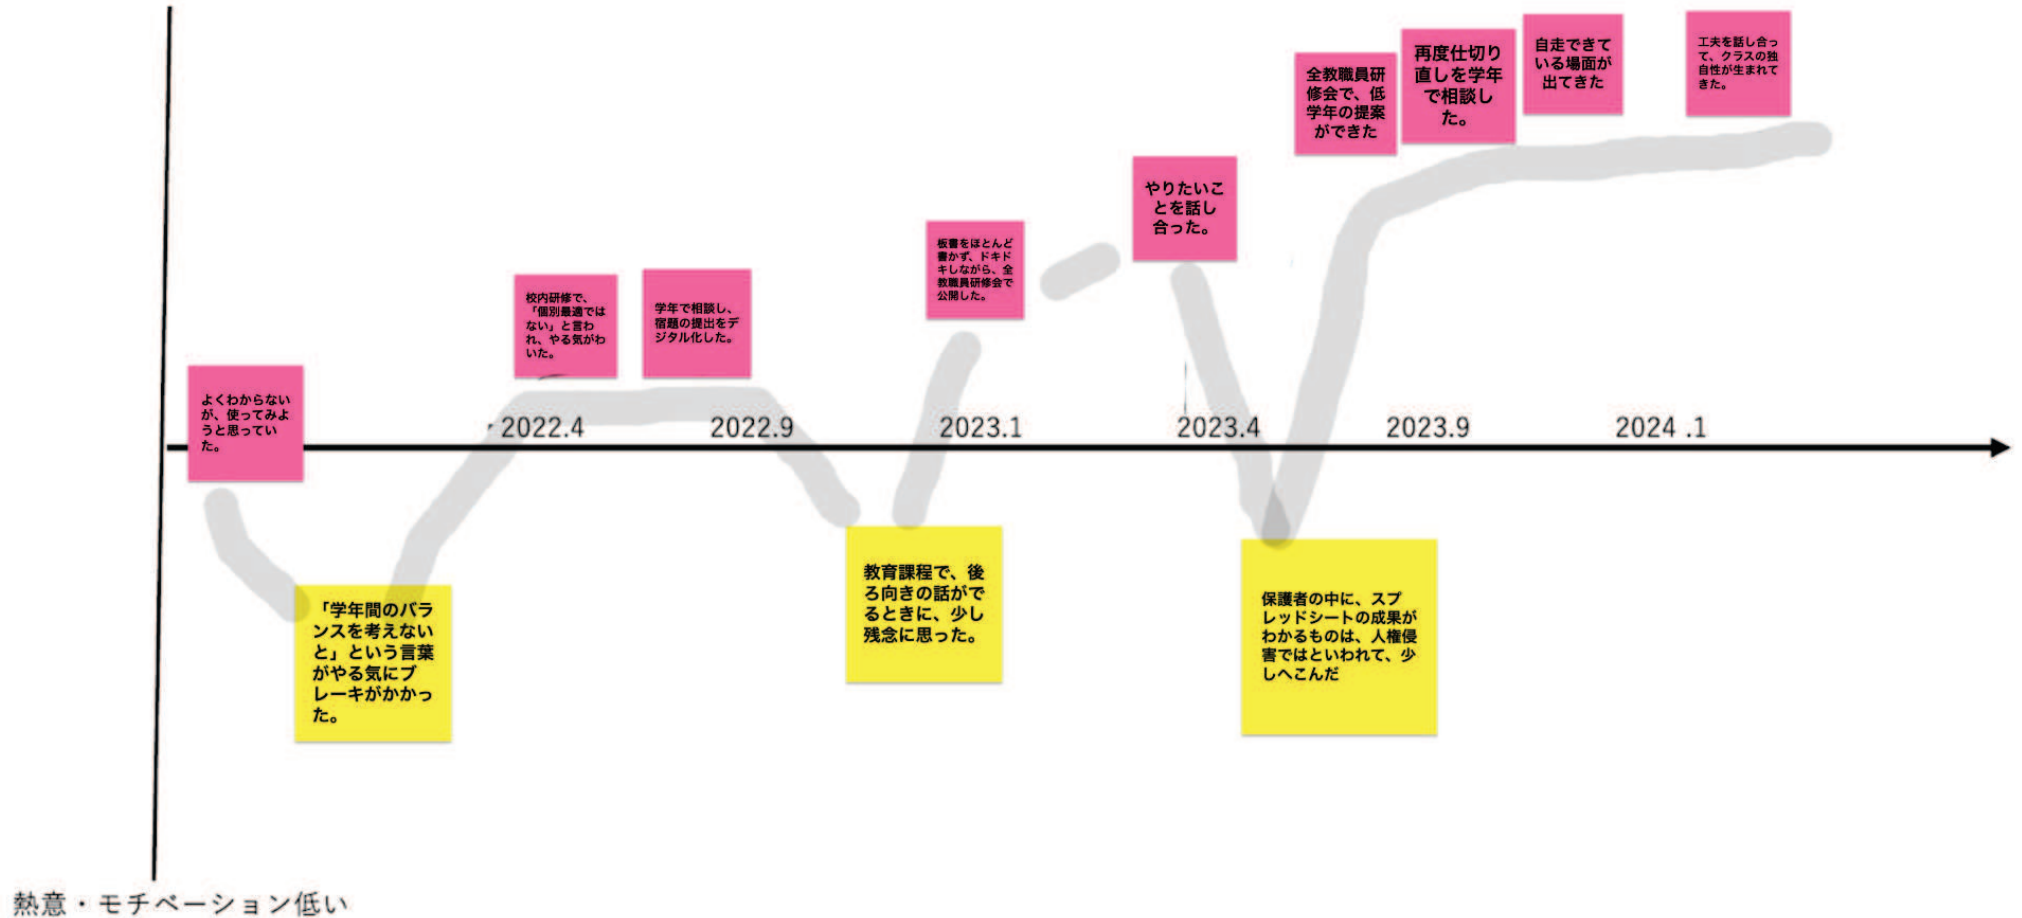 よくわからない
が、使ってみよ
うと思ってい
た。
「学年間のバラ
ンスを考えない
と」という言葉
がやる気にブ
レーキがかかっ
た。
校内研修で、
「個別最適では
ない」と言わ
れ、やる気がわ
いた。
学年で相談し、
宿題の提出をデ
ジタル化した。
教育課程で、後
ろ向きの話がで
るときに、少し
残念に思った。
板書をほとんど
書かず、ドキド
キしながら、全
教職員研修会で
公開した。
やりたいこ
とを話し
合った。
保護者の中に、スプ
レッドシートの成果が
わかるものは、人権侵
害ではといわれて、少
しへこんだ
全教職員研
修会で、低
学年の提案
ができた
再度仕切り
直しを学年
で相談し
た。
自走できて
いる場面が
出てきた
工夫を話し合っ
て、クラスの独
自性が生まれて
きた。
2022.4
2022.9
2023.1
2023.4
2023.9
2024 .1
熱意・モチベーション低い